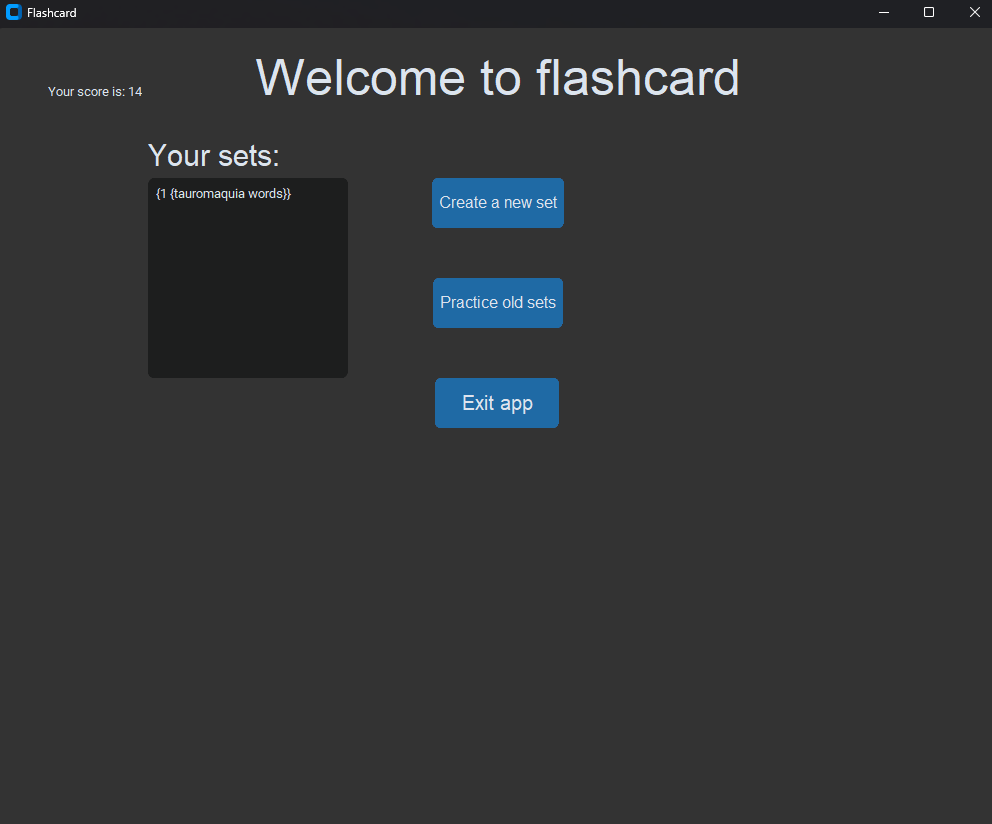 Flashcard
Welcome to flashcard
Your score is: 14
Your sets:
{1 {tauromaquia words}}
Create a new set
Practice old sets
Exit app